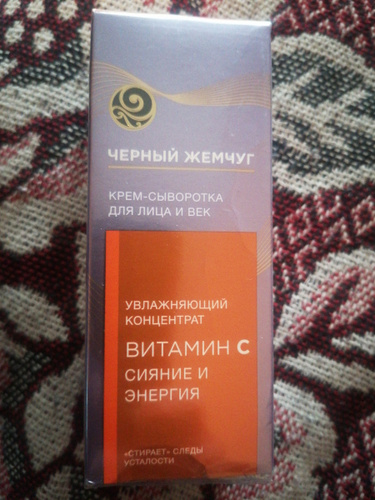 ЧЕРНЫЙ ЖЕМЧУГ
КРЕМ-СЫВОРОТКА
ДЛЯ ЛИЦА И ВЕК
УВЛАЖНЯЮЩИЙ
КОНЦЕНТРАТ
ВИТАМИН С
СИЯНИЕ И
ЭНЕРГИЯ
«СТИРАЕТ» СЛЕДЫ
УСТАЛОСТИ